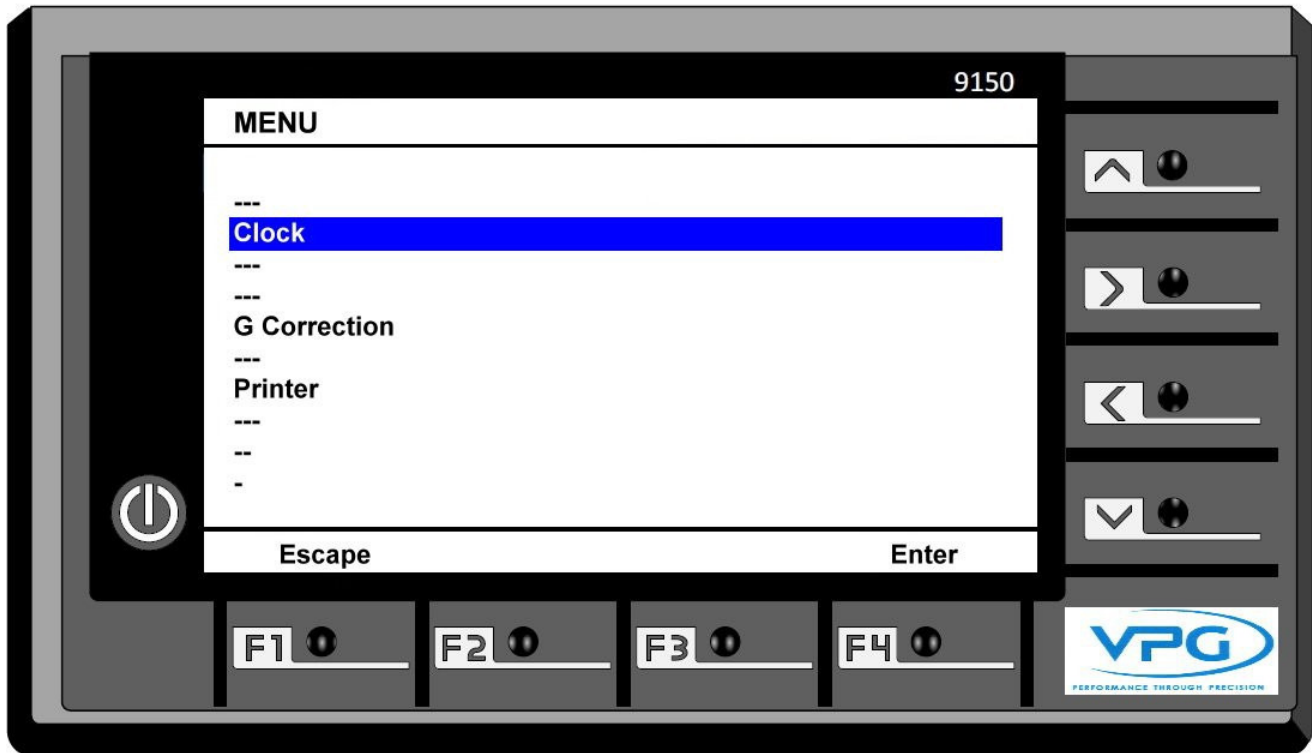 9150
MENU
---
Clock
---
---
G Correction
---
Printer
---
--
-
Escape Enter
F1 F2 F3 F4
VPG
PERFORMANCE THROUGH PRECISION